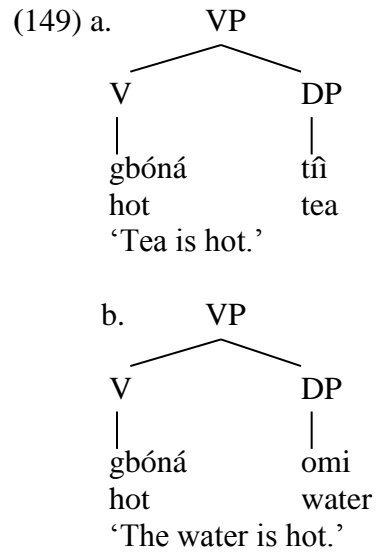 (149) a. VP
V DP
gbóná tíì
hot tea
‘Tea is hot.’
b. VP
V DP
gbóná omi
hot water
‘The water is hot.’